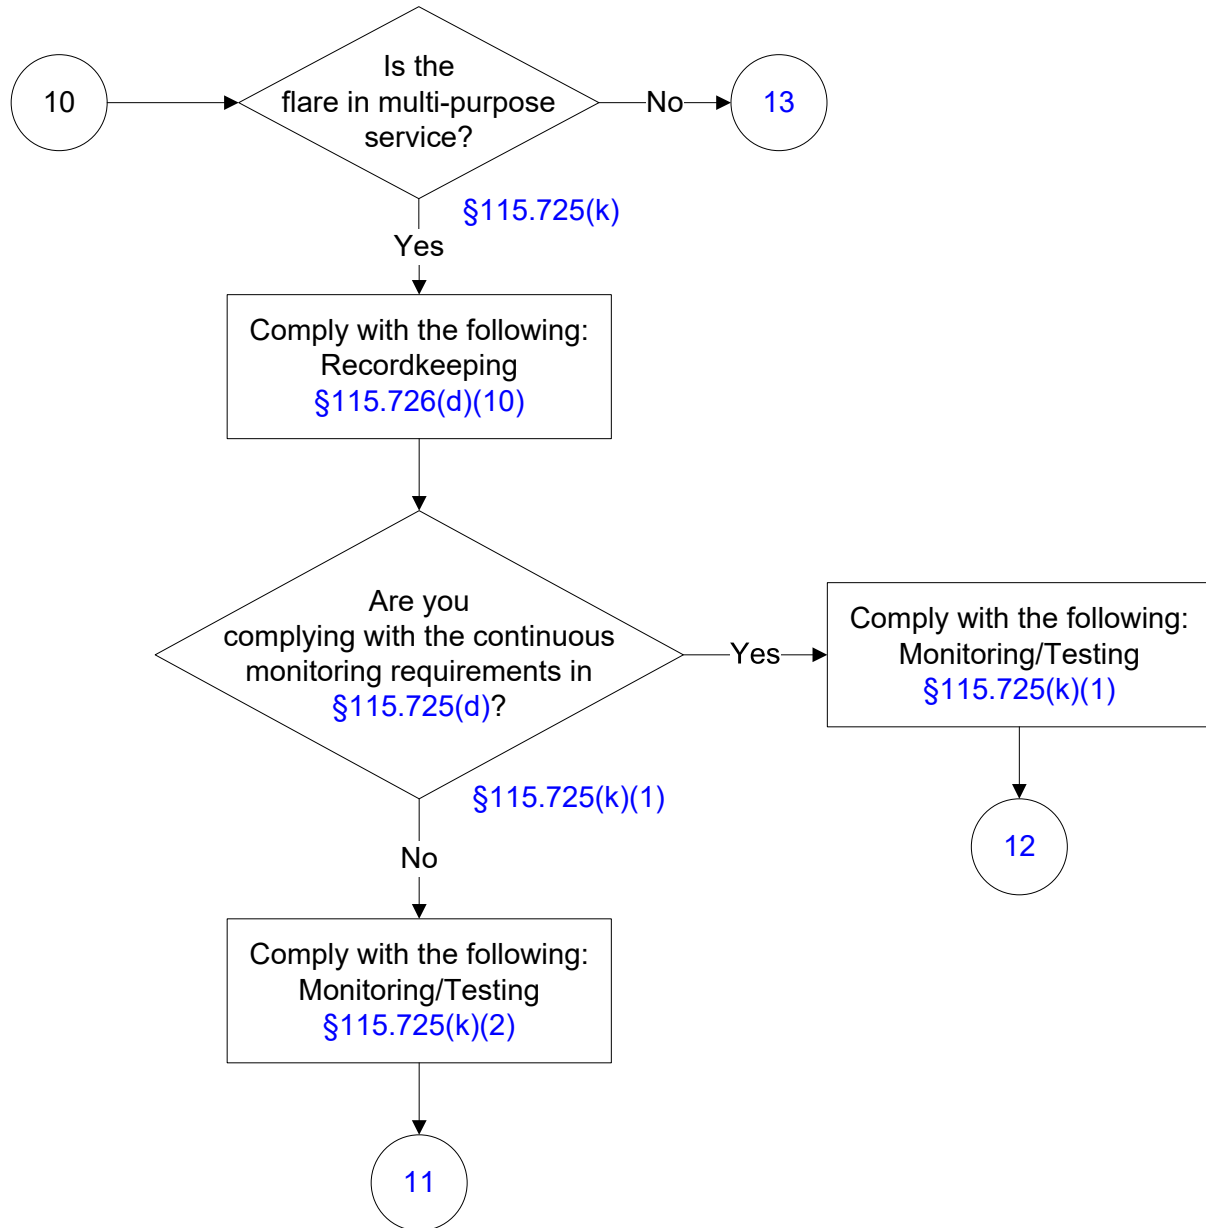 10
Is the
flare in multi-purpose
service?
No
13
§115.725(k)
Yes
Comply with the following:
Recordkeeping
§115.726(d)(10)
Are you
complying with the continuous
monitoring requirements in
§115.725(d)?
Yes
Comply with the following:
Monitoring/Testing
§115.725(k)(1)
§115.725(k)(1)
12
No
Comply with the following:
Monitoring/Testing
§115.725(k)(2)
11